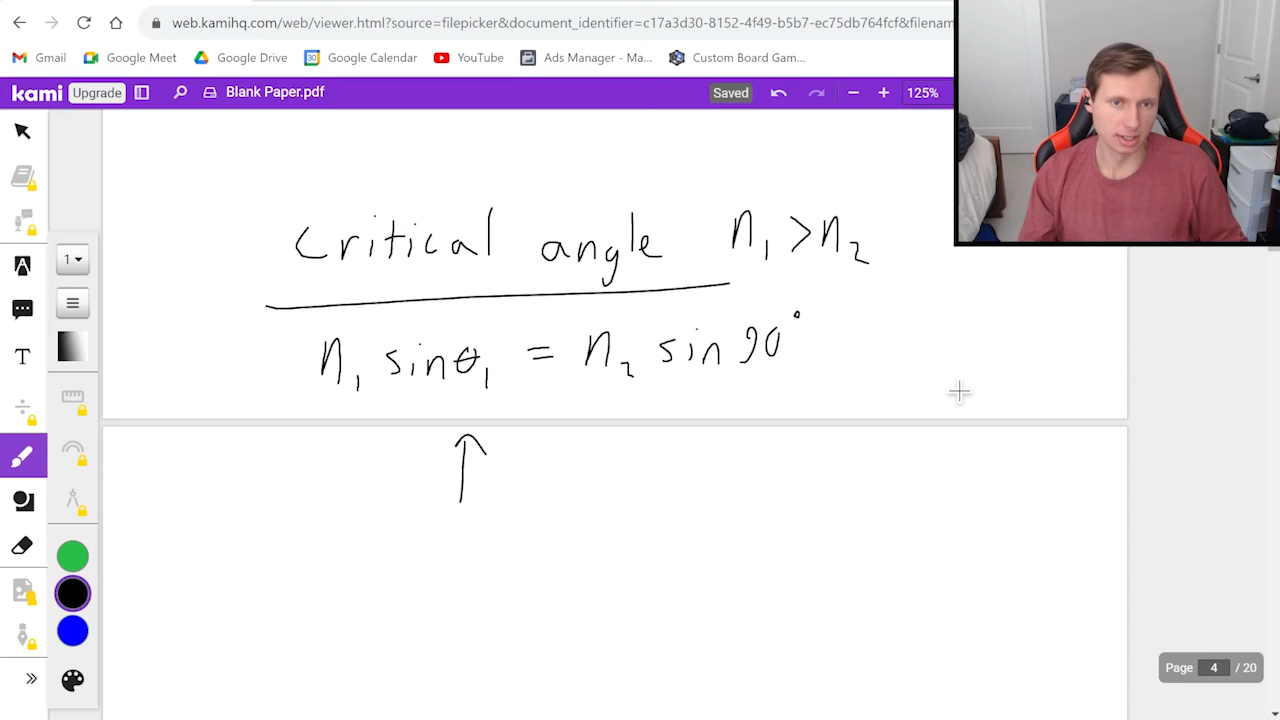 web.kamihq.com/web/viewer.html?source=filepicker&document_identifier=c17a3d30-8152-4f49-b5b7-ec75db764fcf&filenam
Gmail Google Meet Google Drive 30 Google Calendar YouTube Ads Manager - Ma... Custom Board Gam...
kami Upgrade Blank Paper.pdf Saved 125%
critical angle n₁ > n₂
1
n₁ sinθ₁ = n₂ sin 90°
A
T
Page 4 / 20